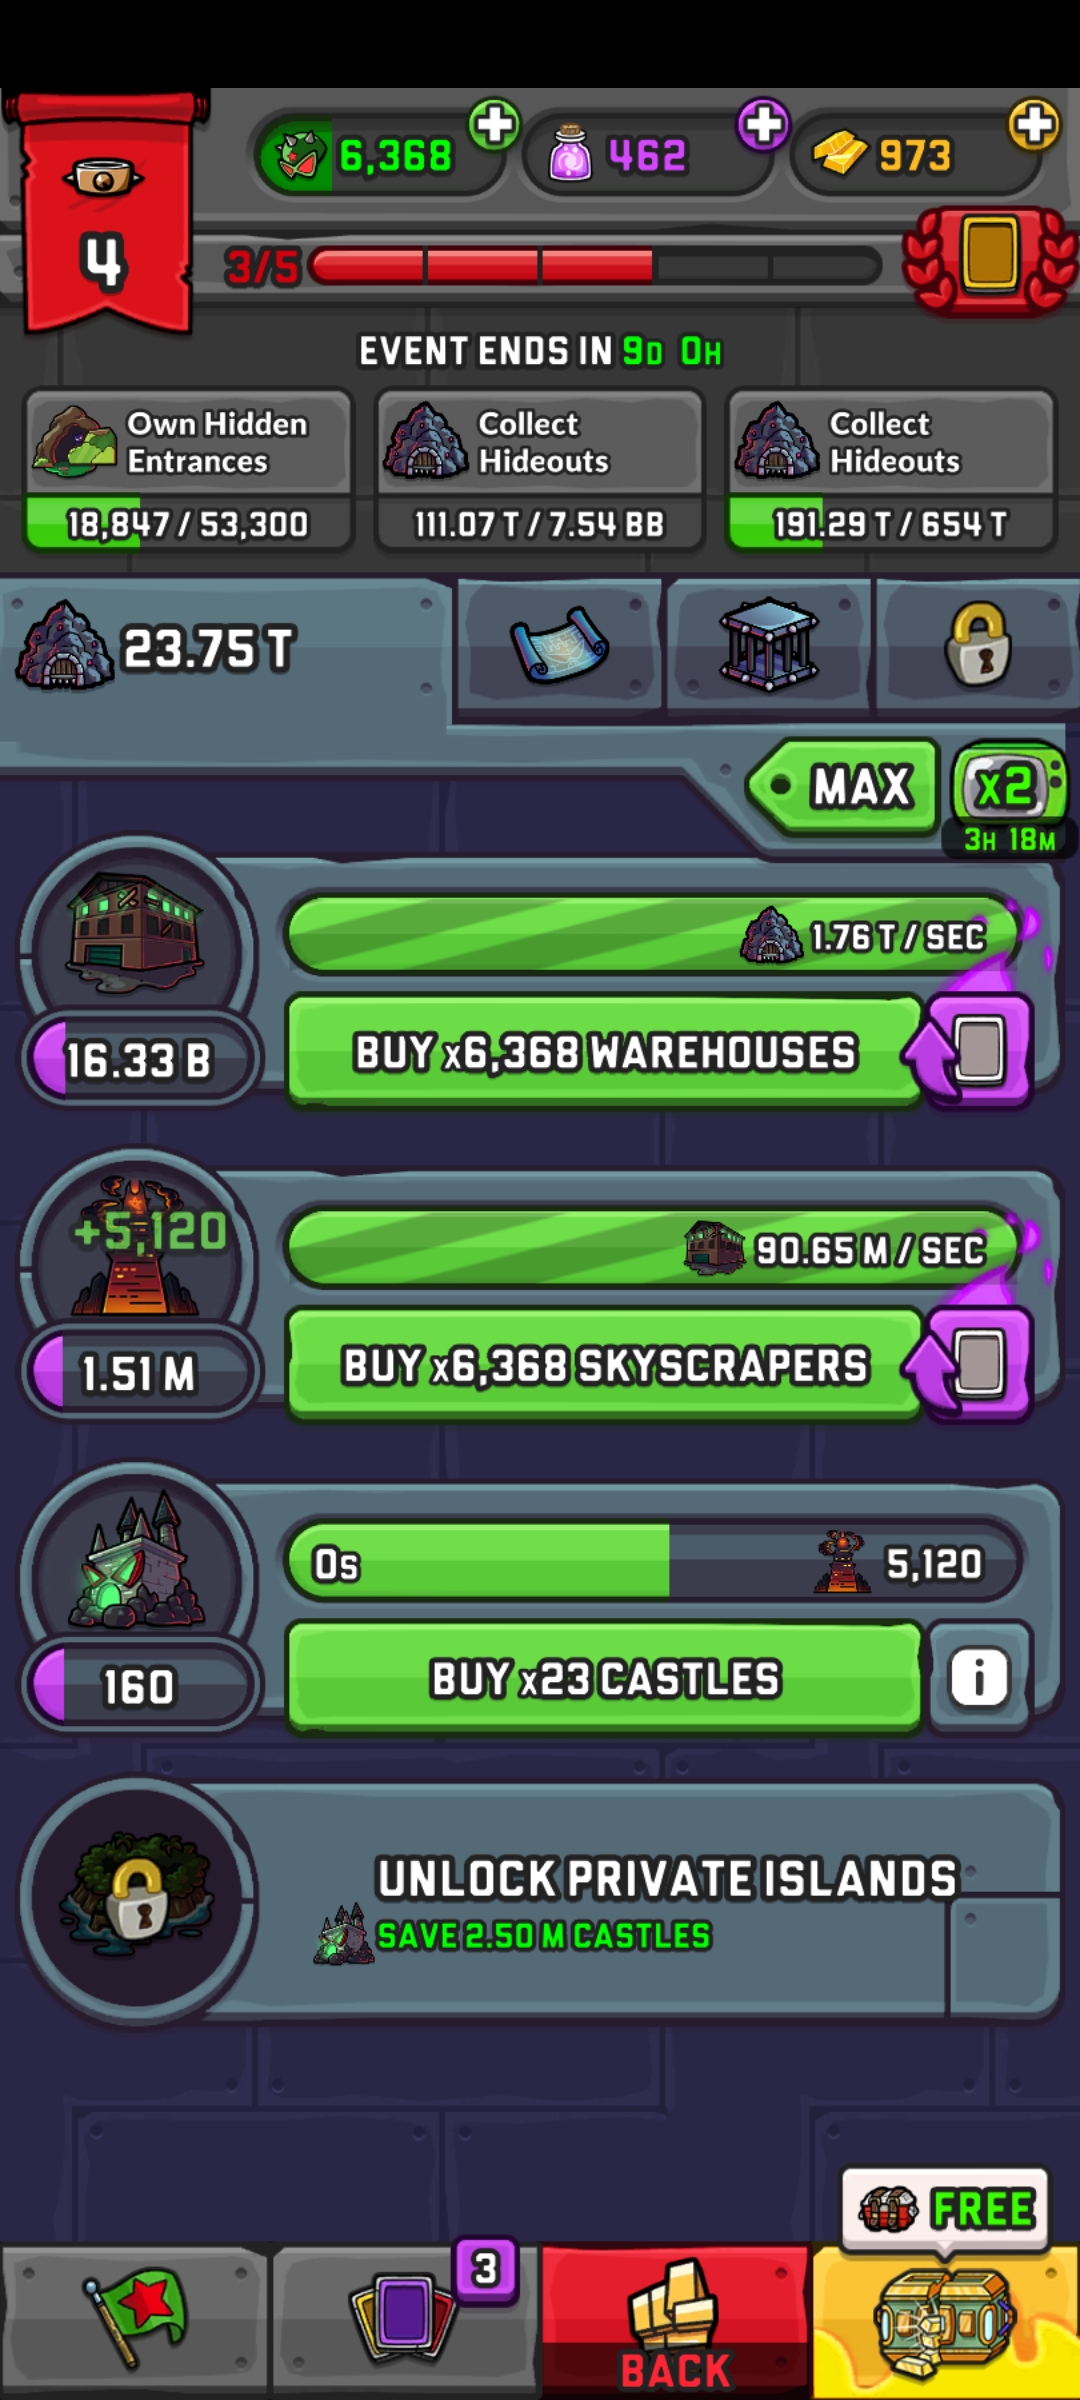 6,368
462
973
4
3/5
EVENT ENDS IN 9D 0H
Own Hidden
Entrances
18,847 / 53,300
Collect
Hideouts
111.07 T / 7.54 BB
Collect
Hideouts
191.29 T / 654 T
23.75 T
MAX
x2
3H 18M
1.76 T / SEC
16.33 B
BUY x6,368 WAREHOUSES
+5,120
90.65 M / SEC
1.51 M
BUY x6,368 SKYSCRAPERS
0s
5,120
160
BUY x23 CASTLES
i
UNLOCK PRIVATE ISLANDS
SAVE 2.50 M CASTLES
FREE
3
BACK